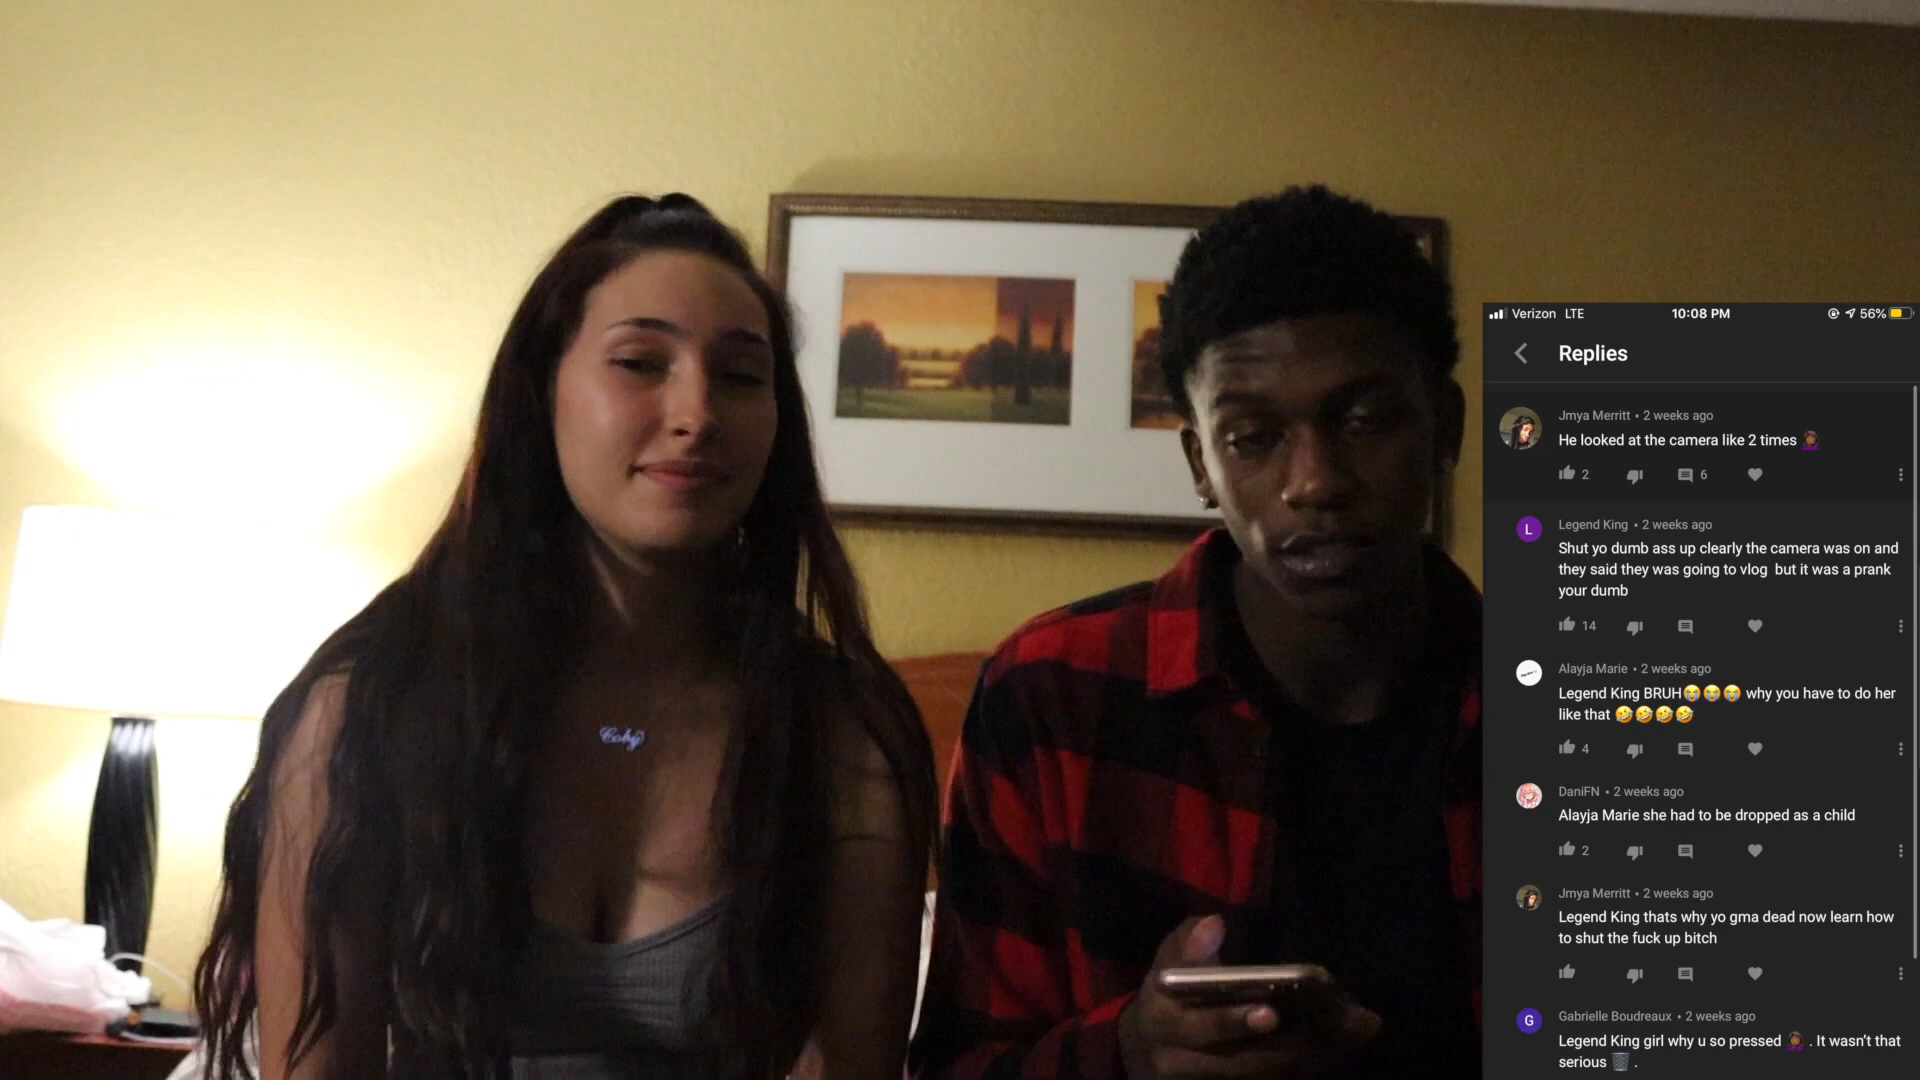 Coby
Verizon LTE 10:08 PM 56%
Replies
Jmya Merritt • 2 weeks ago
He looked at the camera like 2 times 🤷🏾‍♀️
2 6
L
Legend King • 2 weeks ago
Shut yo dumb ass up clearly the camera was on and
they said they was going to vlog but it was a prank
your dumb
14
Alayja Marie • 2 weeks ago
Legend King BRUH😭😭😭 why you have to do her
like that 🤣🤣🤣🤣
4
DaniFN • 2 weeks ago
Alayja Marie she had to be dropped as a child
2
Jmya Merritt • 2 weeks ago
Legend King thats why yo gma dead now learn how
to shut the fuck up bitch
G
Gabrielle Boudreaux • 2 weeks ago
Legend King girl why u so pressed 🤷🏾‍♀️ . It wasn't that
serious 🗑️ .